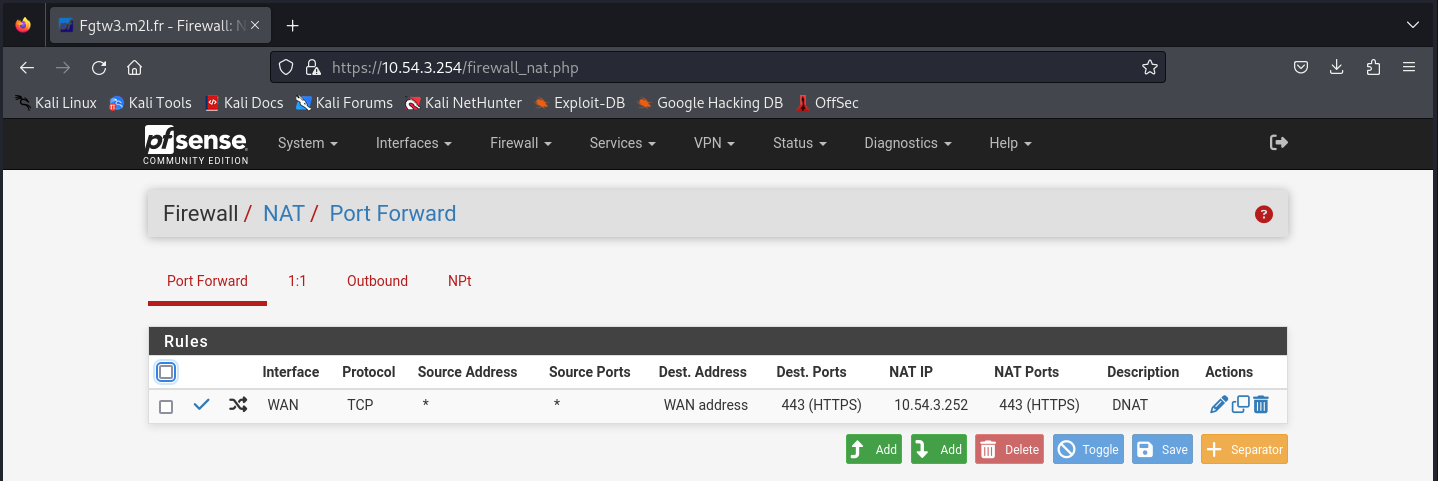 Fgtw3.m2l.fr - Firewall: N
https://10.54.3.254/firewall_nat.php
Kali Linux Kali Tools Kali Docs Kali Forums Kali NetHunter Exploit-DB Google Hacking DB OffSec
pfsense
COMMUNITY EDITION
System Interfaces Firewall Services VPN Status Diagnostics Help
Firewall / NAT / Port Forward
Port Forward 1:1 Outbound NPt
Rules
Interface Protocol Source Address Source Ports Dest. Address Dest. Ports NAT IP NAT Ports Description Actions
WAN TCP * * WAN address 443 (HTTPS) 10.54.3.252 443 (HTTPS) DNAT
Add Add Delete Toggle Save Separator